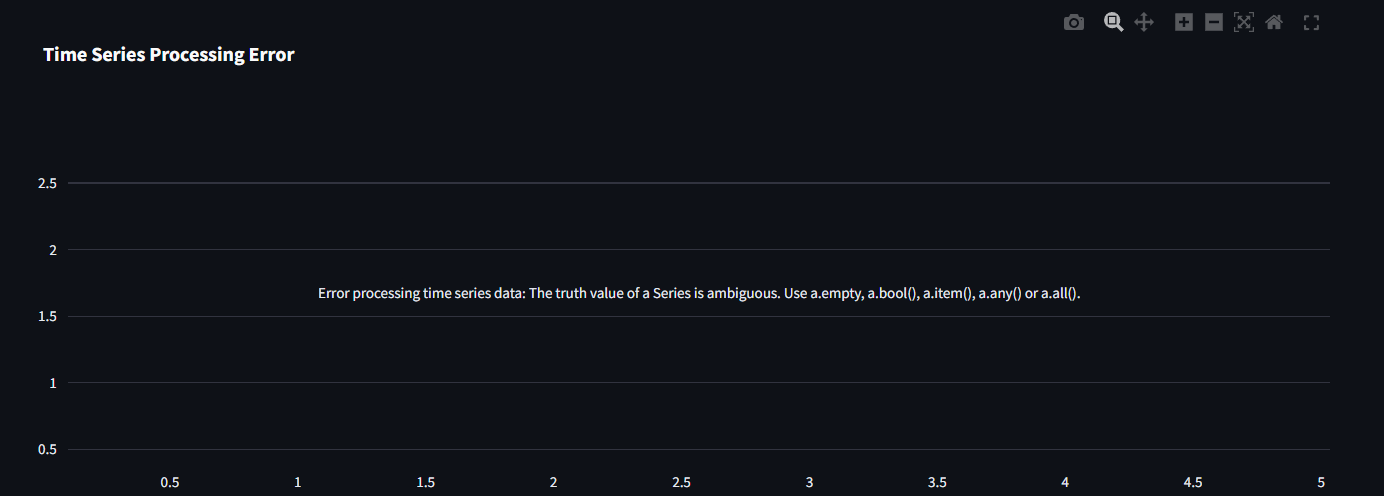 Time Series Processing Error
2.5
2
Error processing time series data: The truth value of a Series is ambiguous. Use a.empty, a.bool(), a.item(), a.any() or a.all().
1.5
1
0.5
0.5 1 1.5 2 2.5 3 3.5 4 4.5 5